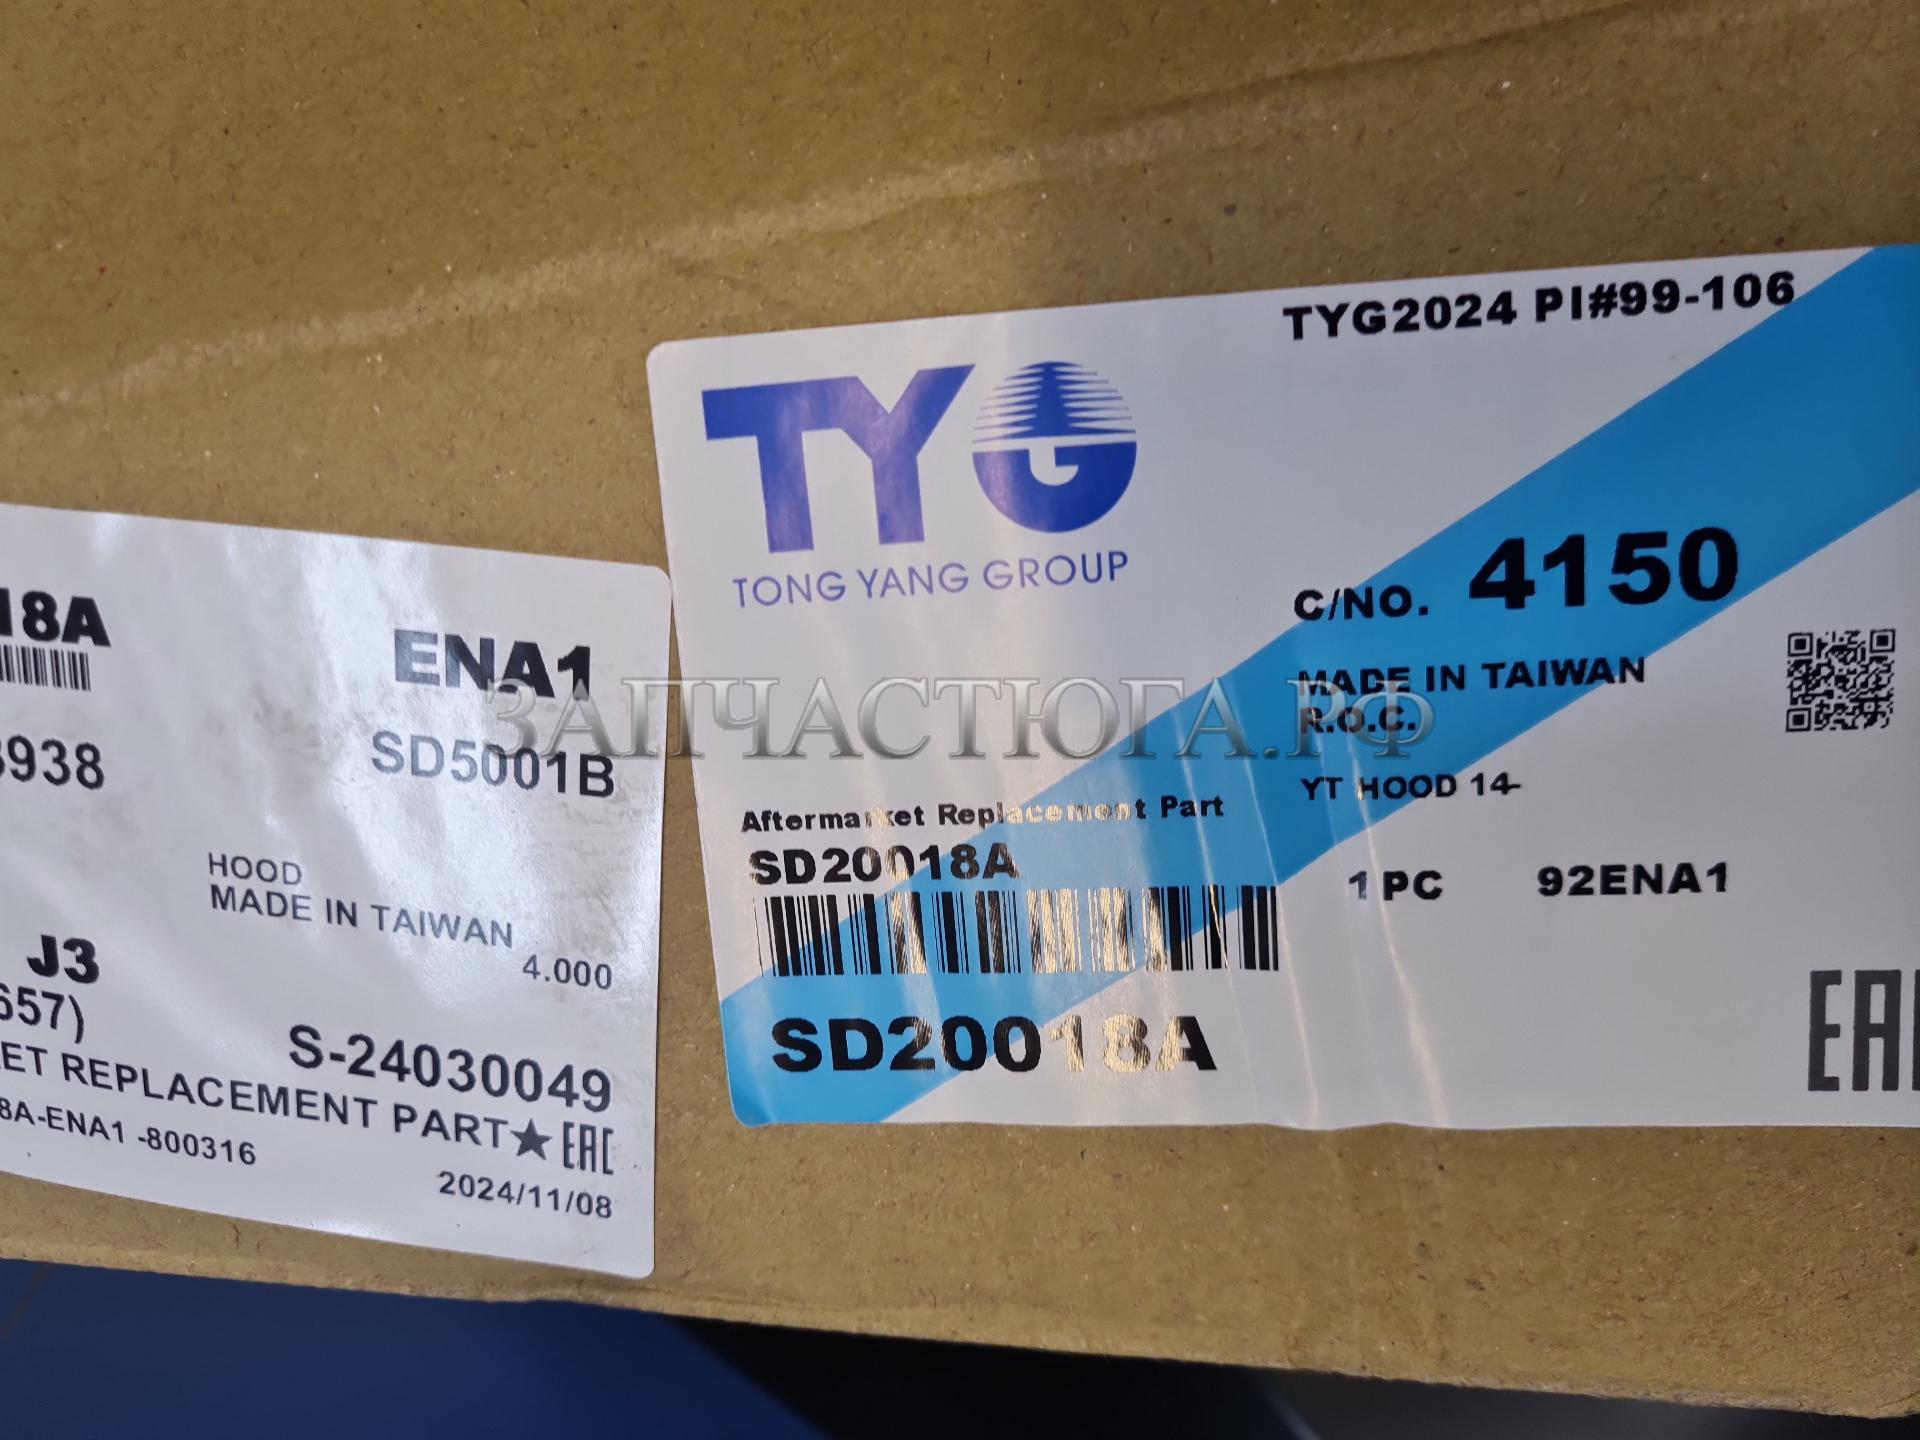 TYG2024 PI#99-106
TYG
TONG YANG GROUP
C/NO. 4150
MADE IN TAIWAN
R.O.C.
YT HOOD 14-
Aftermarket Replacement Part
SD20018A
1 PC 92ENA1
SD20018A
EAC
18A
ENA1
3938
SD5001B
HOOD
MADE IN TAIWAN
4.000
J3
657)
S-24030049
ET REPLACEMENT PART★EAC
8A-ENA1 -800316
2024/11/08
ЗАПЧАСТЮГА.РФ